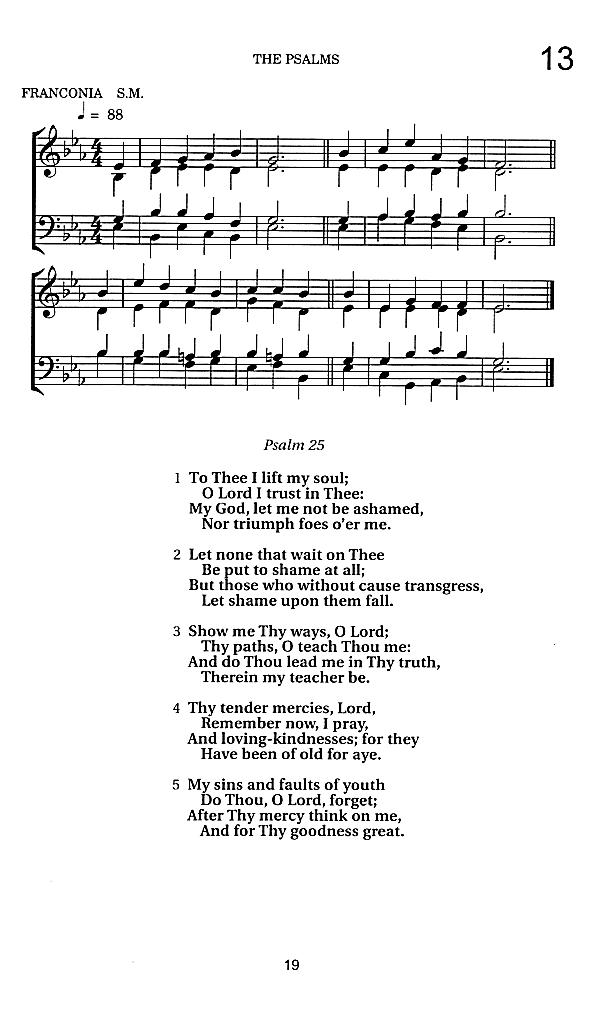 THE PSALMS
13
FRANCONIA S.M.
♩ = 88
Psalm 25
1 To Thee I lift my soul;
O Lord I trust in Thee:
My God, let me not be ashamed,
Nor triumph foes o'er me.
2 Let none that wait on Thee
Be put to shame at all;
But those who without cause transgress,
Let shame upon them fall.
3 Show me Thy ways, O Lord;
Thy paths, O teach Thou me:
And do Thou lead me in Thy truth,
Therein my teacher be.
4 Thy tender mercies, Lord,
Remember now, I pray,
And loving-kindnesses; for they
Have been of old for aye.
5 My sins and faults of youth
Do Thou, O Lord, forget;
After Thy mercy think on me,
And for Thy goodness great.
19